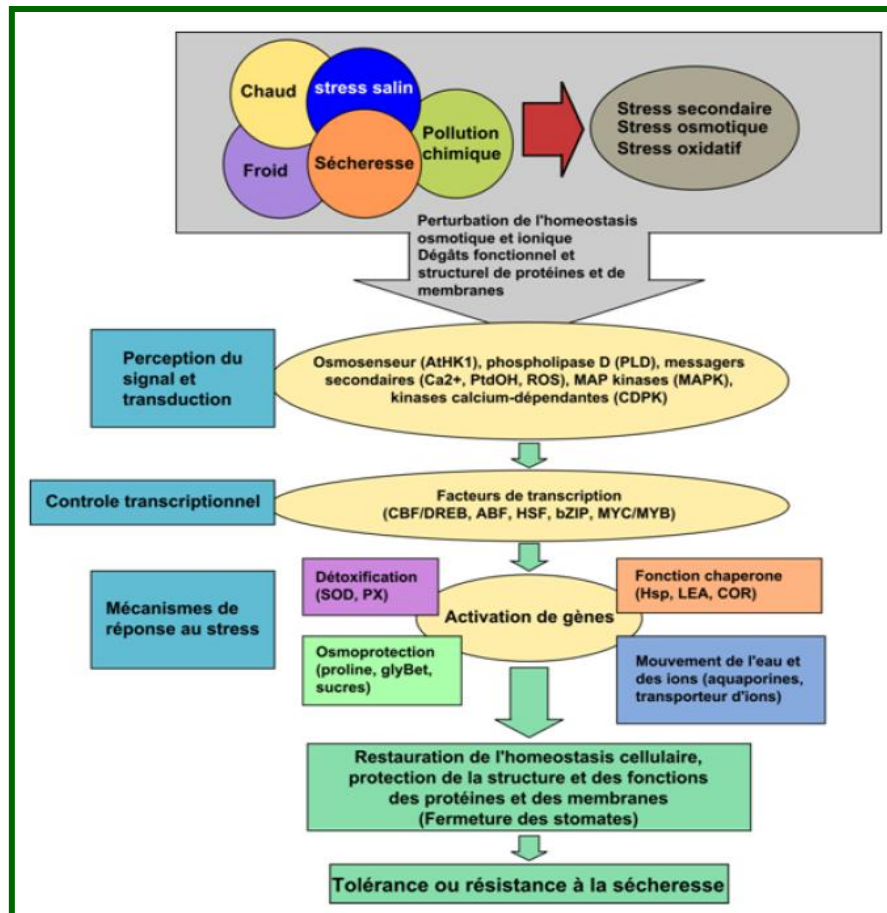 Chaud
stress salin
Froid
Sécheresse
Pollution
chimique
Stress secondaire
Stress osmotique
Stress oxidatif
Perturbation de l'homeostasis
osmotique et ionique
Dégâts fonctionnel et
structurel de protéines et de
membranes
Perception du
signal et
transduction
Osmosenseur (AtHK1), phospholipase D (PLD), messagers
secondaires (Ca2+, PtdOH, ROS), MAP kinases (MAPK),
kinases calcium-dépendantes (CDPK)
Controle transcriptionnel
Facteurs de transcription
(CBF/DREB, ABF, HSF, bZIP, MYC/MYB)
Mécanismes de
réponse au stress
Détoxification
(SOD, PX)
Fonction chaperone
(Hsp, LEA, COR)
Activation de gènes
Osmoprotection
(proline, glyBet,
sucres)
Mouvement de l'eau et
des ions (aquaporines,
transporteur d'ions)
Restauration de l'homeostasis cellulaire,
protection de la structure et des fonctions
des protéines et des membranes
(Fermeture des stomates)
Tolérance ou résistance à la sécheresse